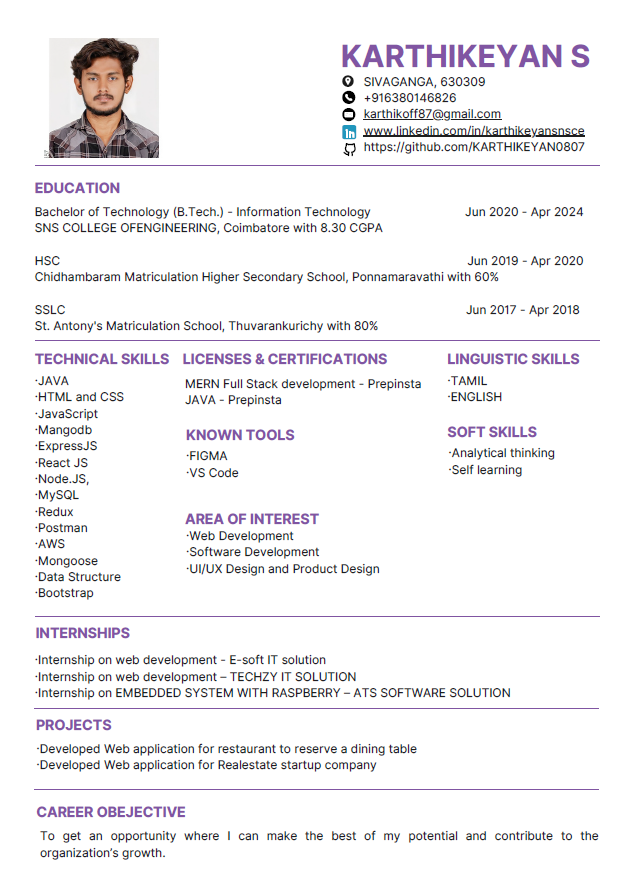 KARTHIKEYAN S
SIVAGANGA, 630309
+916380146826
karthikoff87@gmail.com
www.linkedin.com/in/karthikeyansnsce
https://github.com/KARTHIKEYAN0807
EDUCATION
Bachelor of Technology (B.Tech.) - Information Technology Jun 2020 - Apr 2024
SNS COLLEGE OFENGINEERING, Coimbatore with 8.30 CGPA
HSC Jun 2019 - Apr 2020
Chidhambaram Matriculation Higher Secondary School, Ponnamaravathi with 60%
SSLC Jun 2017 - Apr 2018
St. Antony's Matriculation School, Thuvarankurichy with 80%
TECHNICAL SKILLS
·JAVA
·HTML and CSS
·JavaScript
·Mangodb
·ExpressJS
·React JS
·Node.JS,
·MySQL
·Redux
·Postman
·AWS
·Mongoose
·Data Structure
·Bootstrap
LICENSES & CERTIFICATIONS
MERN Full Stack development - Prepinsta
JAVA - Prepinsta
KNOWN TOOLS
·FIGMA
·VS Code
AREA OF INTEREST
·Web Development
·Software Development
·UI/UX Design and Product Design
LINGUISTIC SKILLS
·TAMIL
·ENGLISH
SOFT SKILLS
·Analytical thinking
·Self learning
INTERNSHIPS
·Internship on web development - E-soft IT solution
·Internship on web development – TECHZY IT SOLUTION
·Internship on EMBEDDED SYSTEM WITH RASPBERRY – ATS SOFTWARE SOLUTION
PROJECTS
·Developed Web application for restaurant to reserve a dining table
·Developed Web application for Realestate startup company
CAREER OBEJECTIVE
To get an opportunity where I can make the best of my potential and contribute to the
organization’s growth.